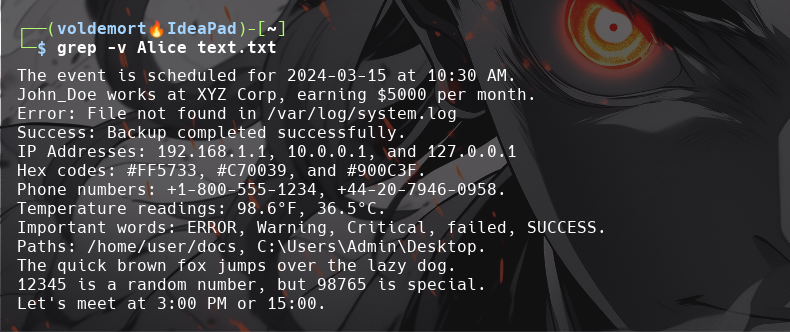 ┌──(voldemort🔥IdeaPad)-[~]
└─$ grep -v Alice text.txt
The event is scheduled for 2024-03-15 at 10:30 AM.
John_Doe works at XYZ Corp, earning $5000 per month.
Error: File not found in /var/log/system.log
Success: Backup completed successfully.
IP Addresses: 192.168.1.1, 10.0.0.1, and 127.0.0.1
Hex codes: #FF5733, #C70039, and #900C3F.
Phone numbers: +1-800-555-1234, +44-20-7946-0958.
Temperature readings: 98.6°F, 36.5°C.
Important words: ERROR, Warning, Critical, failed, SUCCESS.
Paths: /home/user/docs, C:\Users\Admin\Desktop.
The quick brown fox jumps over the lazy dog.
12345 is a random number, but 98765 is special.
Let's meet at 3:00 PM or 15:00.